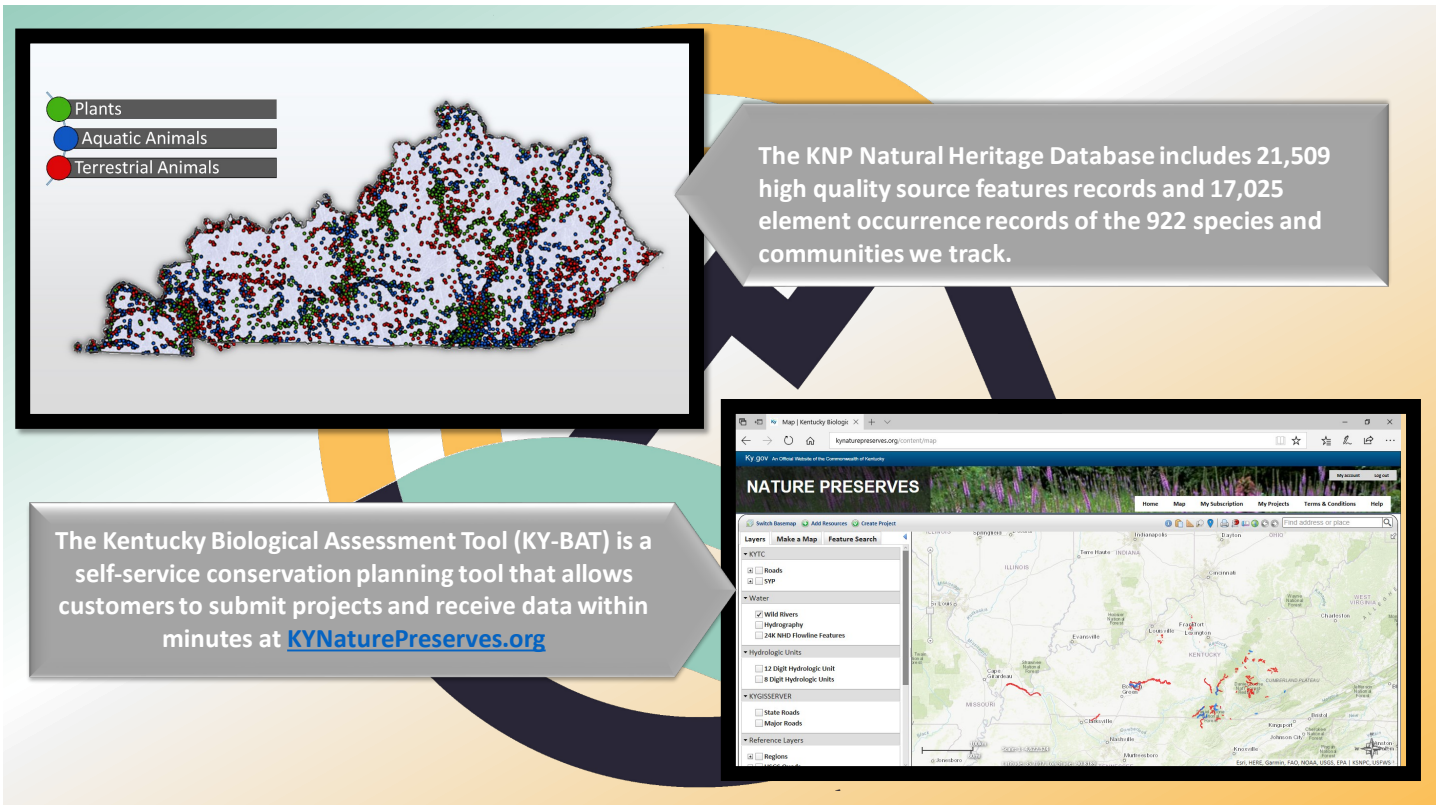 Plants
Aquatic Animals
Terrestrial Animals
The KNP Natural Heritage Database includes 21,509
high quality source features records and 17,025
element occurrence records of the 922 species and
communities we track.
The Kentucky Biological Assessment Tool (KY-BAT) is a
self-service conservation planning tool that allows
customers to submit projects and receive data within
minutes at KYNaturePreserves.org
Map | Kentucky Biologic
kynaturepreserves.org/content/map
Ky.gov An Official Website of the Commonwealth of Kentucky
My account Log out
NATURE PRESERVES
Home Map My Subscription My Projects Terms & Conditions Help
Switch Basemap Add Resources Create Project
Find address or place
Layers Make a Map Feature Search
KYTC
Roads
SYP
Water
Wild Rivers
Hydrography
24K NHD Flowline Features
Hydrologic Units
12 Digit Hydrologic Unit
8 Digit Hydrologic Units
KYGISSERVER
State Roads
Major Roads
Reference Layers
Regions
Springfield
Indianapolis
Dayton
OHIO
Terre Haute INDIANA
ILLINOIS
Cincinnati
WEST
VIRGINIA
Charleston
Evansville
Louisville
Frankfort
Lexington
KENTUCKY
Cape
Girardeau
CUMBERLAND PLATEAU
MISSOURI
Clarksville
Bristol
Kingsport
Johnson City
Nashville
Knoxville
Murfreesboro
Jonesboro
Esri, HERE, Garmin, FAO, NOAA, USGS, EPA | KSNPC, USFWS